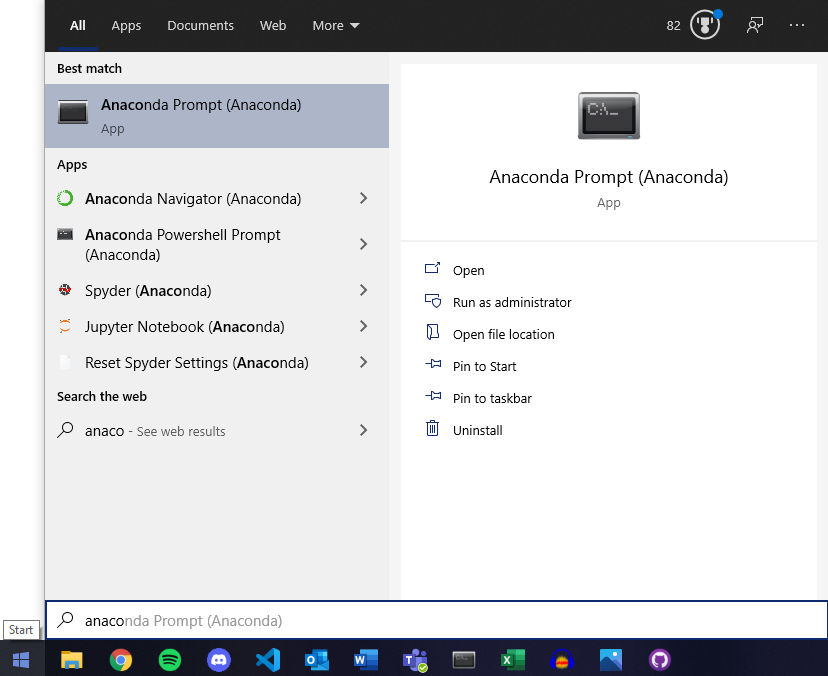 All Apps Documents Web More 82
Best match
Anaconda Prompt (Anaconda)
App
Apps
Anaconda Navigator (Anaconda)
Anaconda Powershell Prompt
(Anaconda)
Spyder (Anaconda)
Jupyter Notebook (Anaconda)
Reset Spyder Settings (Anaconda)
Search the web
anaco - See web results
C:\_
Anaconda Prompt (Anaconda)
App
Open
Run as administrator
Open file location
Pin to Start
Pin to taskbar
Uninstall
anaconda Prompt (Anaconda)
Start